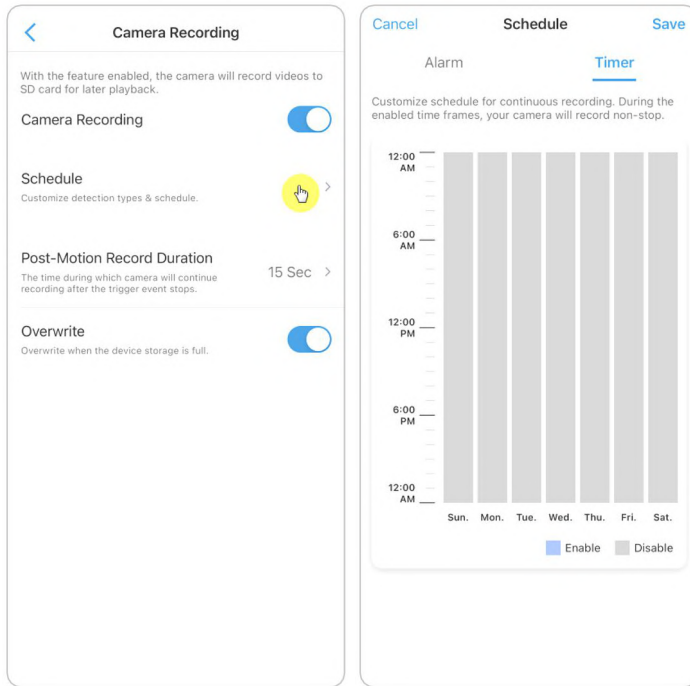 Camera Recording
With the feature enabled, the camera will record videos to
SD card for later playback.
Camera Recording
Schedule
Customize detection types & schedule.
Post-Motion Record Duration
The time during which camera will continue
recording after the trigger event stops.
15 Sec
Overwrite
Overwrite when the device storage is full.
Cancel
Schedule
Save
Alarm
Timer
Customize schedule for continuous recording. During the
enabled time frames, your camera will record non-stop.
12:00
AM
6:00
AM
12:00
PM
6:00
PM
12:00
AM
Sun. Mon. Tue. Wed. Thu. Fri. Sat.
Enable Disable